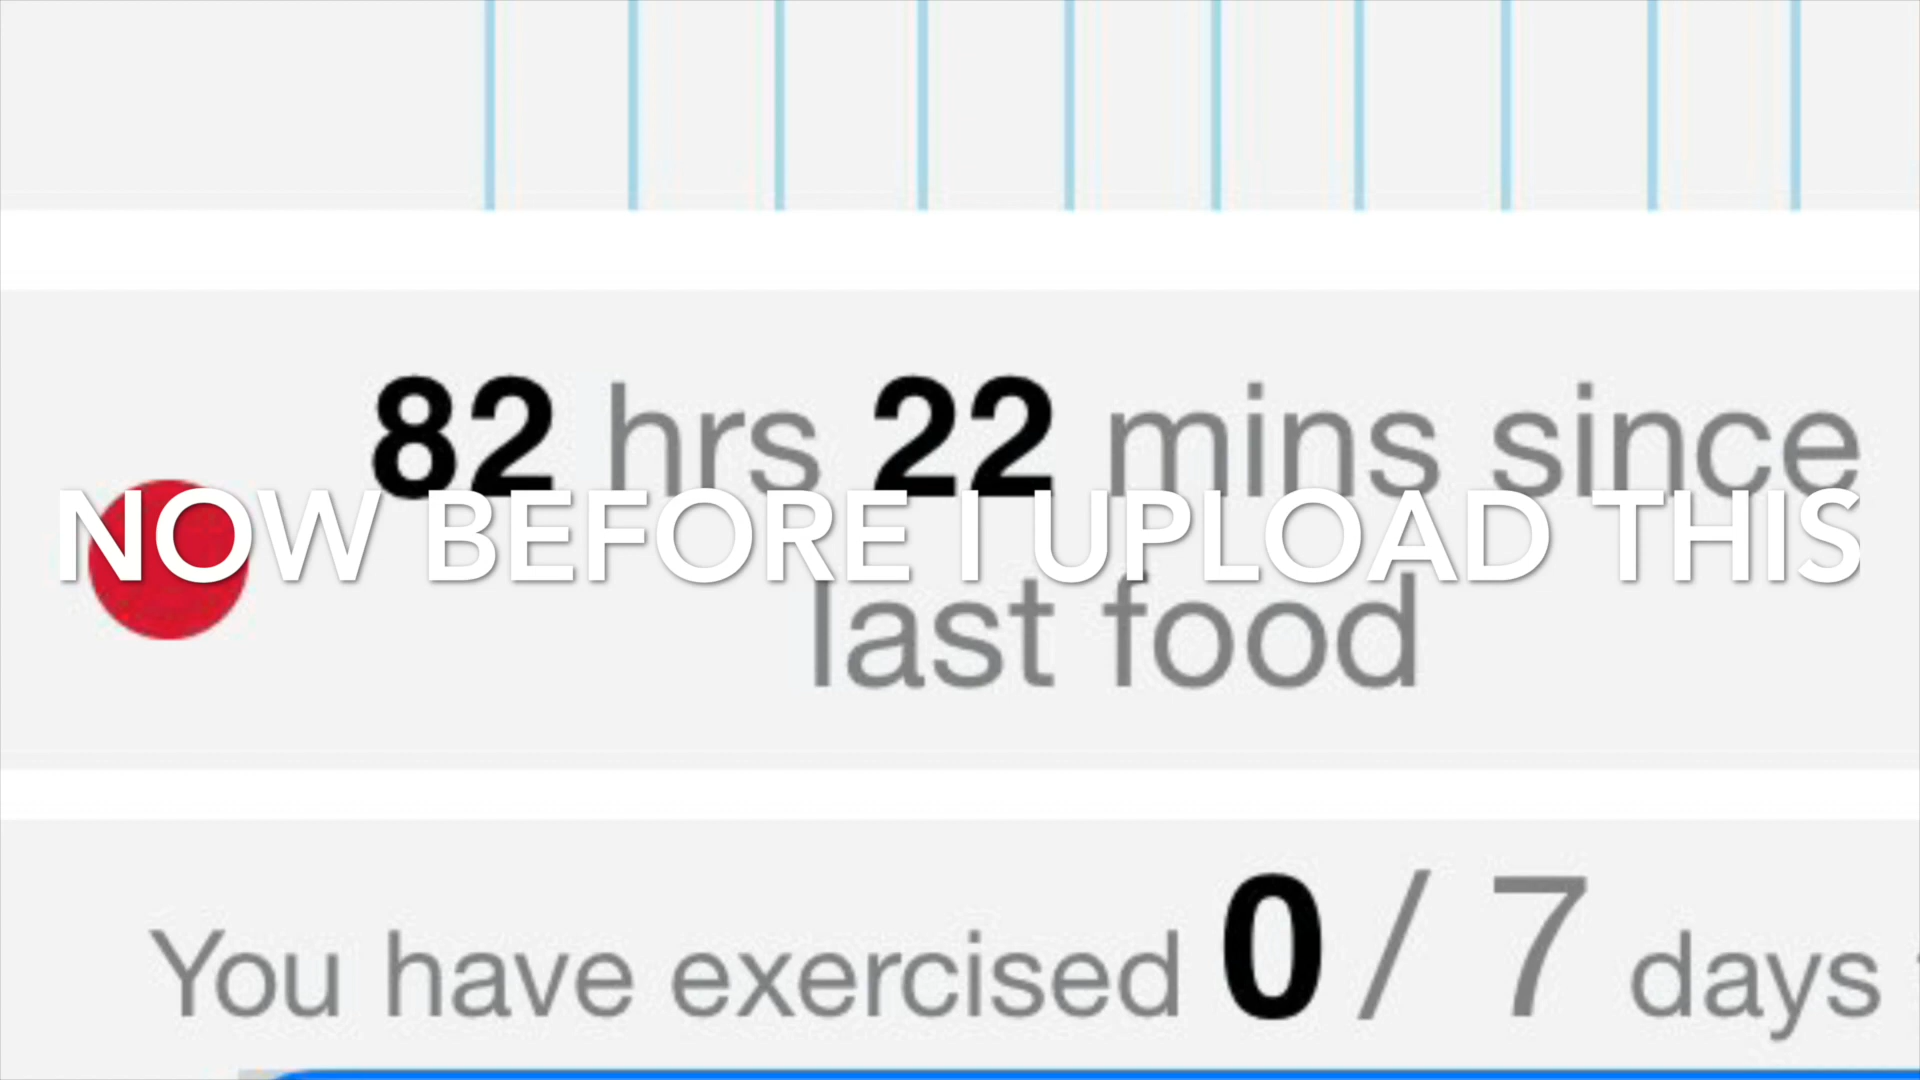 82 hrs 22 mins since
NOW BEFORE I UPLOAD THIS
last food
You have exercised 0 / 7 days